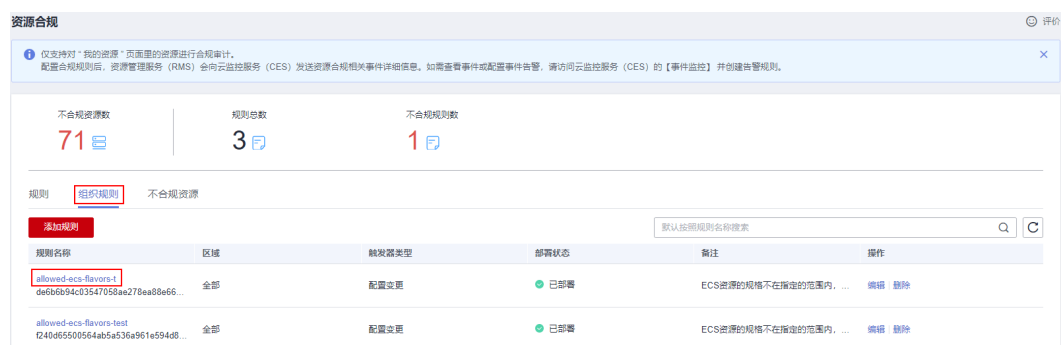 资源合规
评价
仅支持对“我的资源”页面里的资源进行合规审计。
配置合规规则后，资源管理服务（RMS）会向云监控服务（CES）发送资源合规相关事件详细信息。如需查看事件或配置事件告警，请访问云监控服务（CES）的【事件监控】并创建告警规则。
不合规资源数 规则总数 不合规规则数
71 3 1
规则 组织规则 不合规资源
添加规则 默认按照规则名称搜索
规则名称 区域 触发器类型 部署状态 备注 操作
allowed-ecs-flavors-t
de6b6b94c03547058ae278ea88e66... 全部 配置变更 已部署 ECS资源的规格不在指定的范围内，... 编辑 删除
allowed-ecs-flavors-test
f240d65500564ab5a536a961e594d8... 全部 配置变更 已部署 ECS资源的规格不在指定的范围内，... 编辑 删除